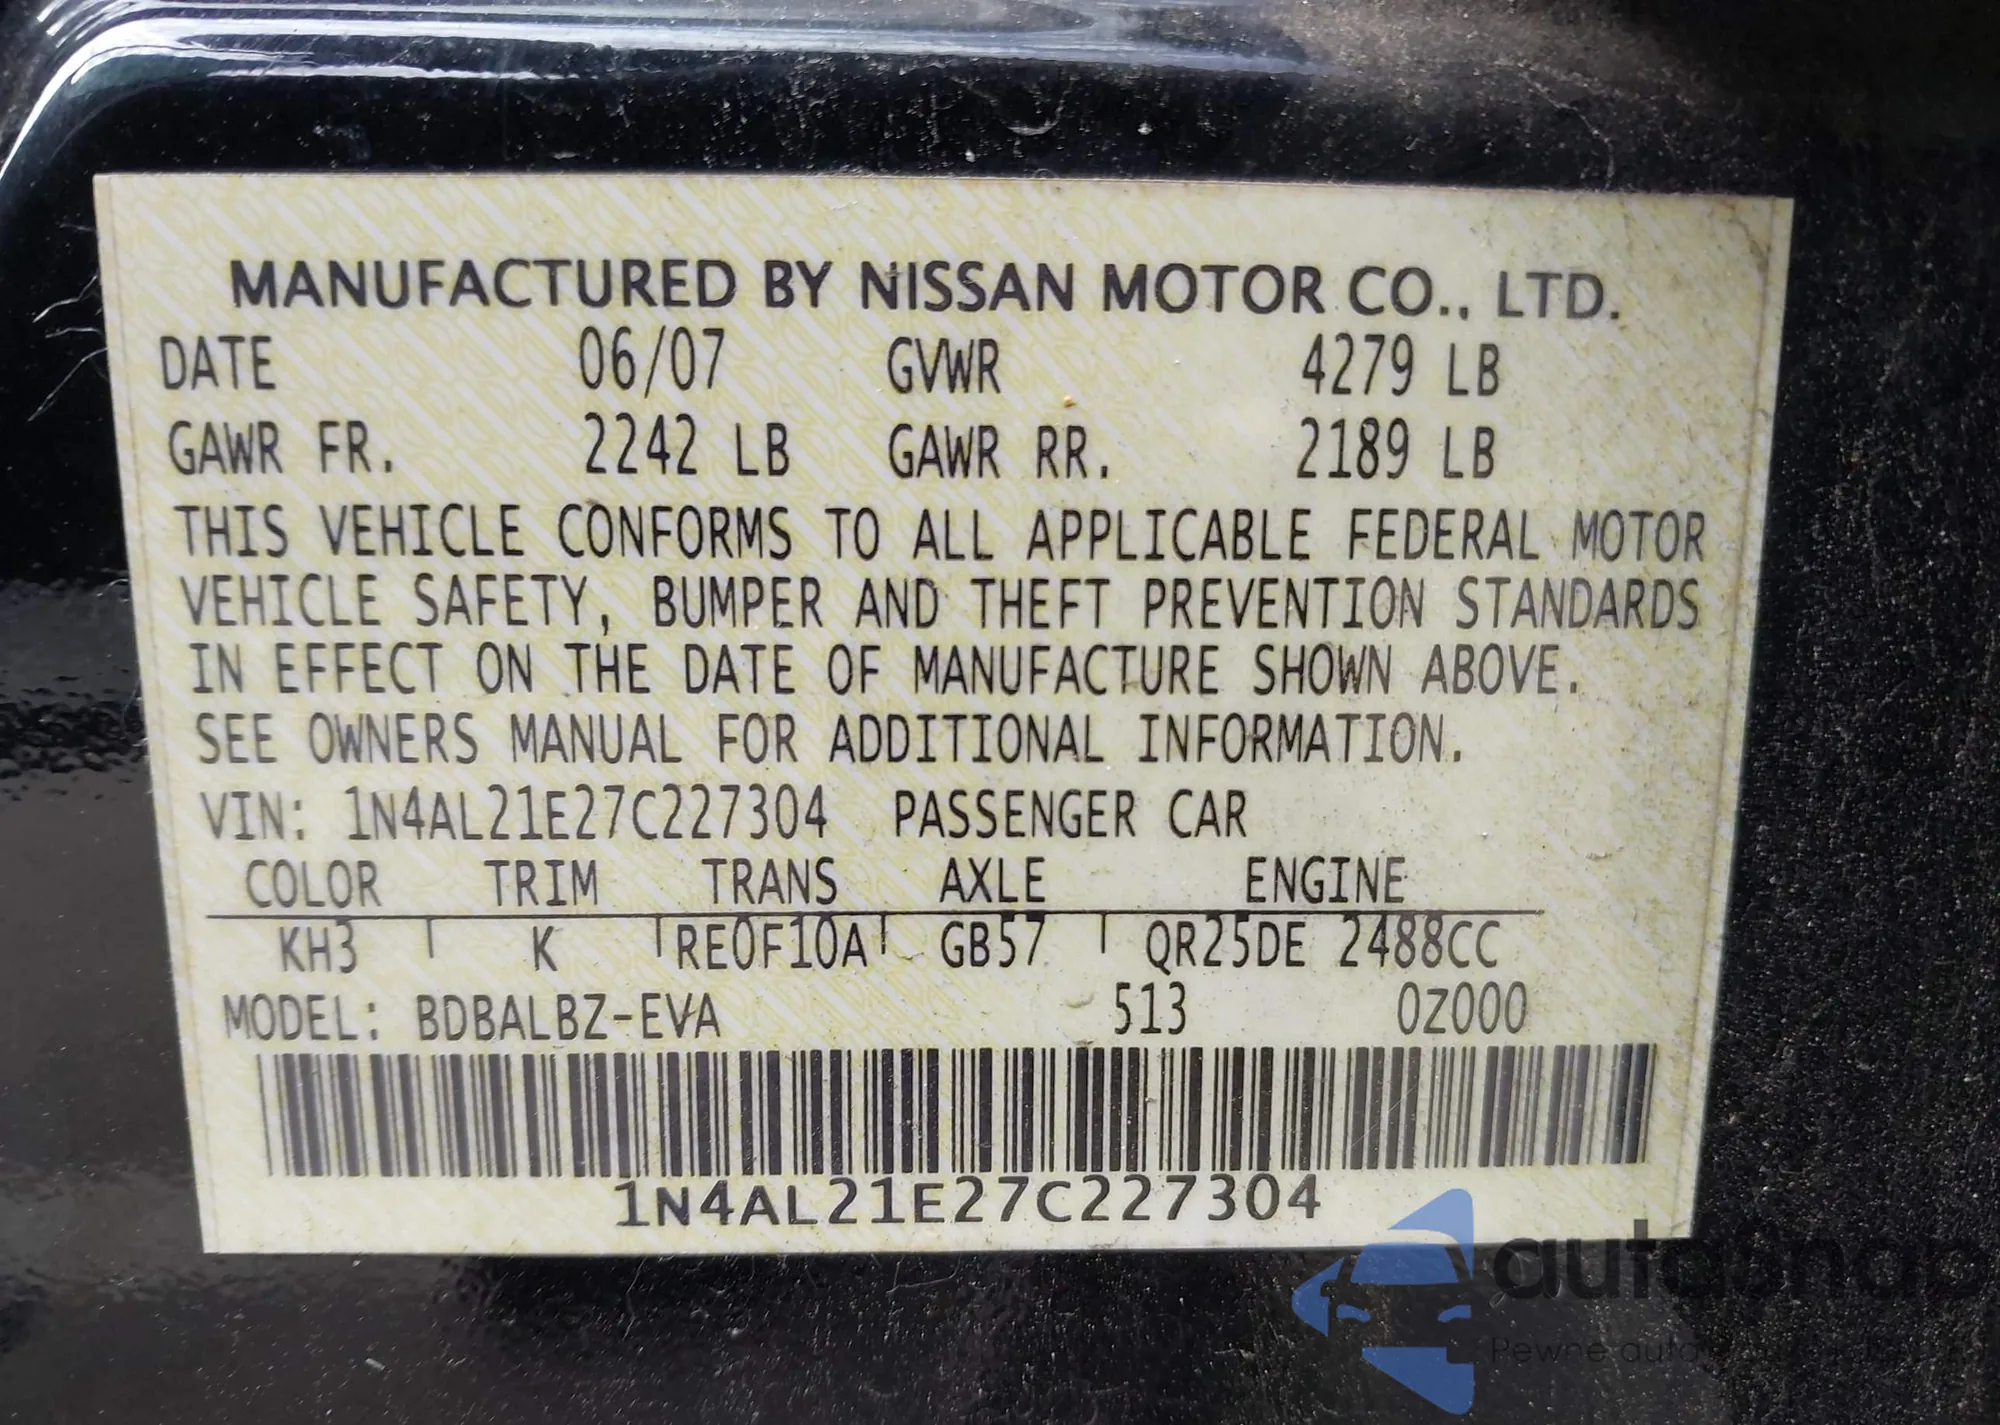 MANUFACTURED BY NISSAN MOTOR CO., LTD.
DATE 06/07 GVWR 4279 LB
GAWR FR. 2242 LB GAWR RR. 2189 LB
THIS VEHICLE CONFORMS TO ALL APPLICABLE FEDERAL MOTOR
VEHICLE SAFETY, BUMPER AND THEFT PREVENTION STANDARDS
IN EFFECT ON THE DATE OF MANUFACTURE SHOWN ABOVE.
SEE OWNERS MANUAL FOR ADDITIONAL INFORMATION.
VIN: 1N4AL21E27C227304 PASSENGER CAR
COLOR TRIM TRANS AXLE ENGINE
KH3 K RE0F10A GB57 QR25DE 2488CC
MODEL: BDBALBZ-EVA 513 0Z000
1N4AL21E27C227304
autasnob
Pewne auta